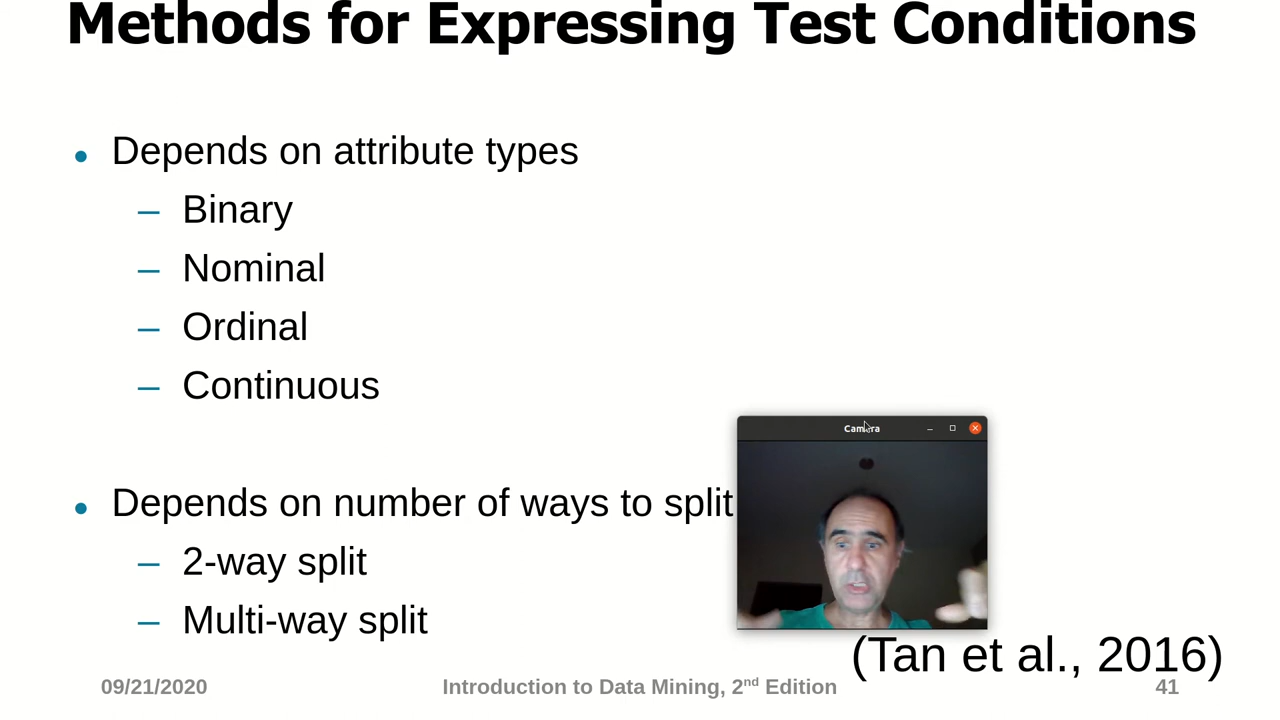 Methods for Expressing Test Conditions
● Depends on attribute types
– Binary
– Nominal
– Ordinal
– Continuous
● Depends on number of ways to split
– 2-way split
– Multi-way split
Camera
(Tan et al., 2016)
09/21/2020 Introduction to Data Mining, 2nd Edition 41